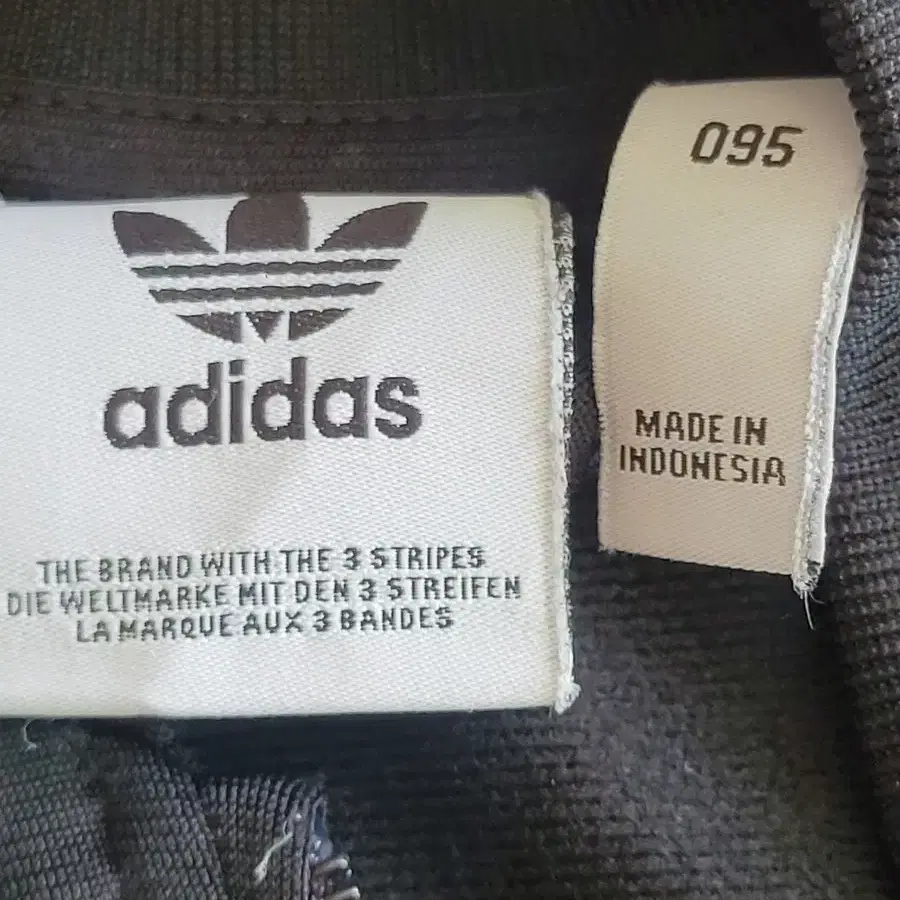 adidas
THE BRAND WITH THE 3 STRIPES
DIE WELTMARKE MIT DEN 3 STREIFEN
LA MARQUE AUX 3 BANDES
095
MADE IN
INDONESIA